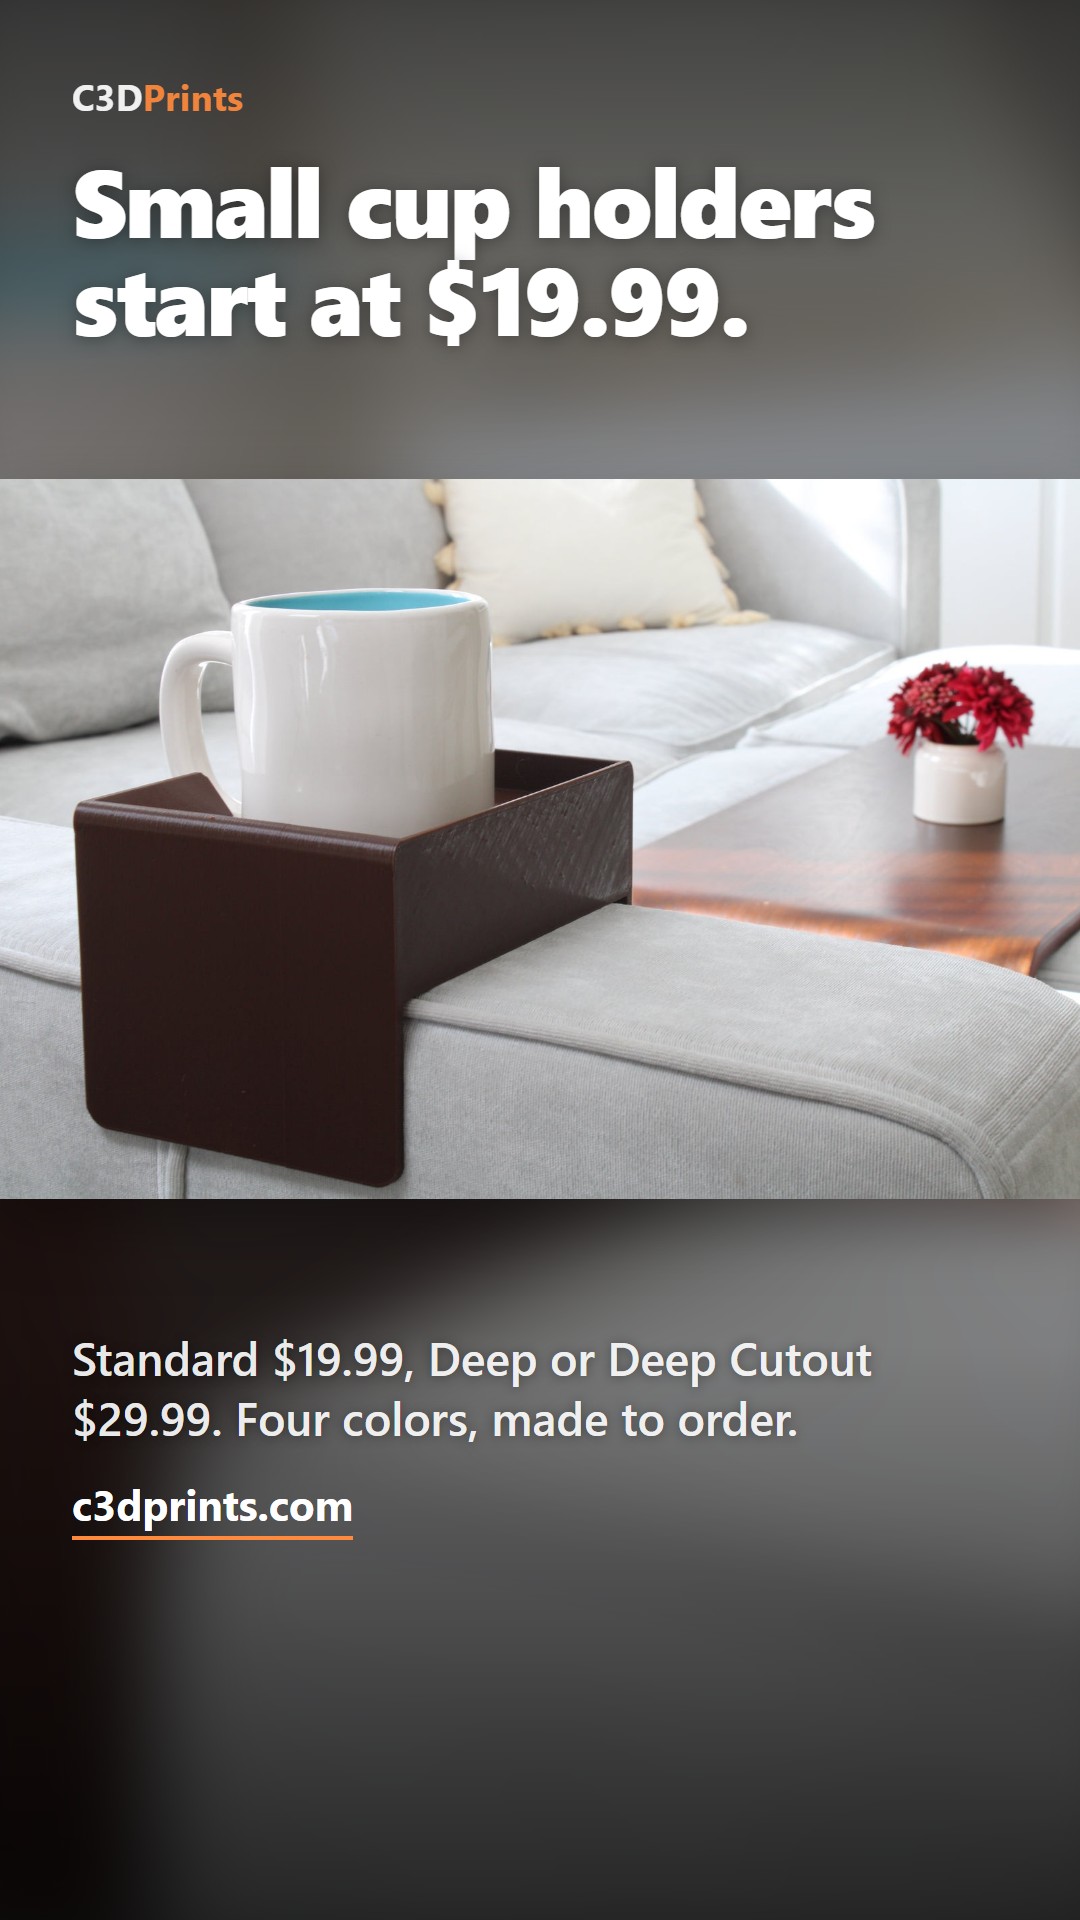 C3DPrints
Small cup holders
start at $19.99.
Standard $19.99, Deep or Deep Cutout
$29.99. Four colors, made to order.
c3dprints.com